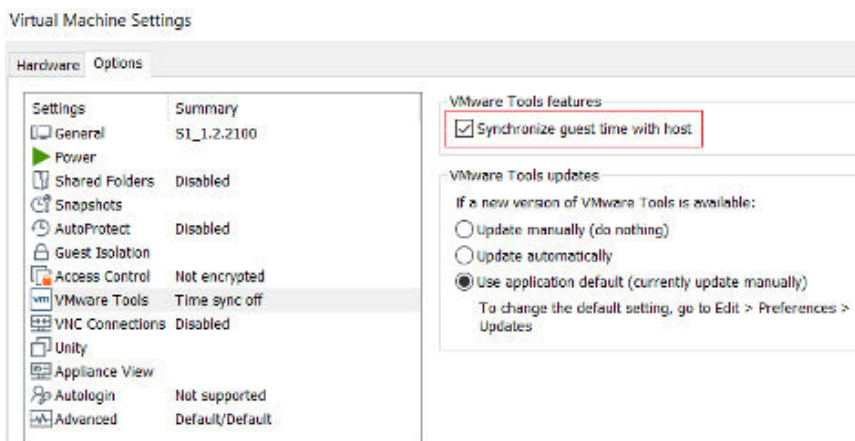 Virtual Machine Settings
Hardware Options
Settings Summary
General S1_1.2.2100
Power
Shared Folders Disabled
Snapshots
AutoProtect Disabled
Guest Isolation
Access Control Not encrypted
vm VMware Tools Time sync off
VNC Connections Disabled
Unity
Appliance View
Autologin Not supported
Advanced Default/Default
VMware Tools features
Synchronize guest time with host
VMware Tools updates
If a new version of VMware Tools is available:
Update manually (do nothing)
Update automatically
Use application default (currently update manually)
To change the default setting, go to Edit > Preferences >
Updates